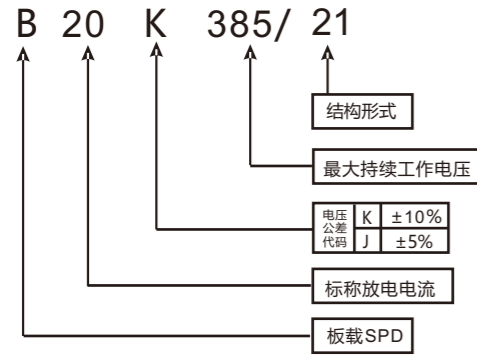 B 20 K 385/ 21
结构形式
最大持续工作电压
电压公差代码 K ±10%
J ±5%
标称放电电流
板载SPD